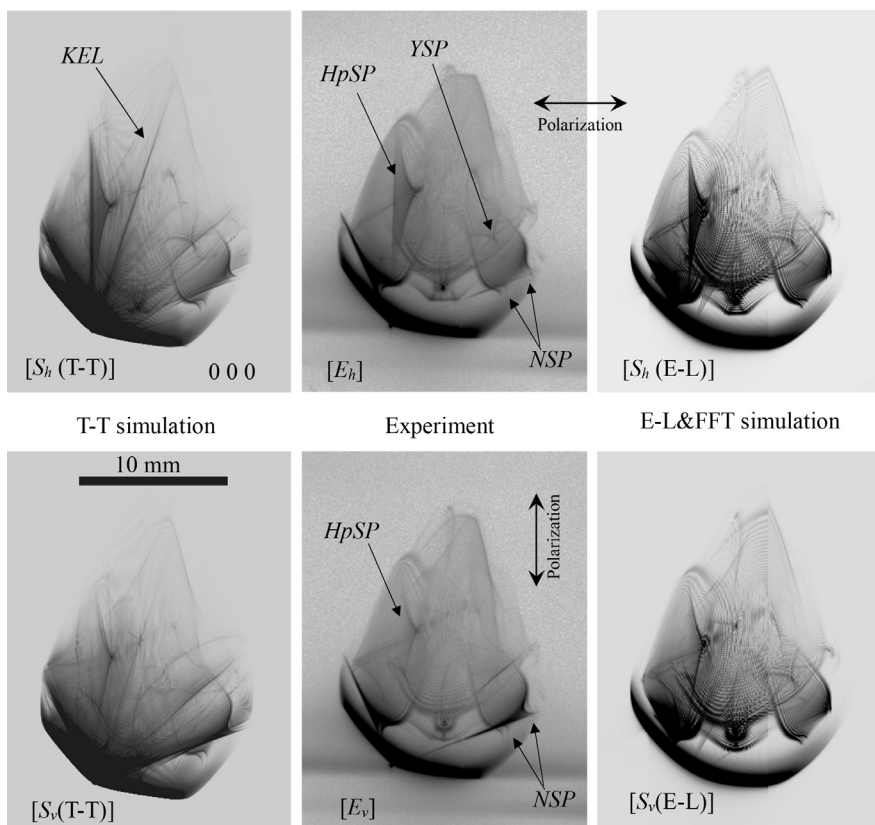 KEL
HpSP
YSP
Polarization
NSP
[Sh (T-T)]
0 0 0
[Eh]
[Sh (E-L)]
T-T simulation
Experiment
E-L&FFT simulation
10 mm
HpSP
Polarization
NSP
[Sv(T-T)]
[Ev]
[Sv(E-L)]